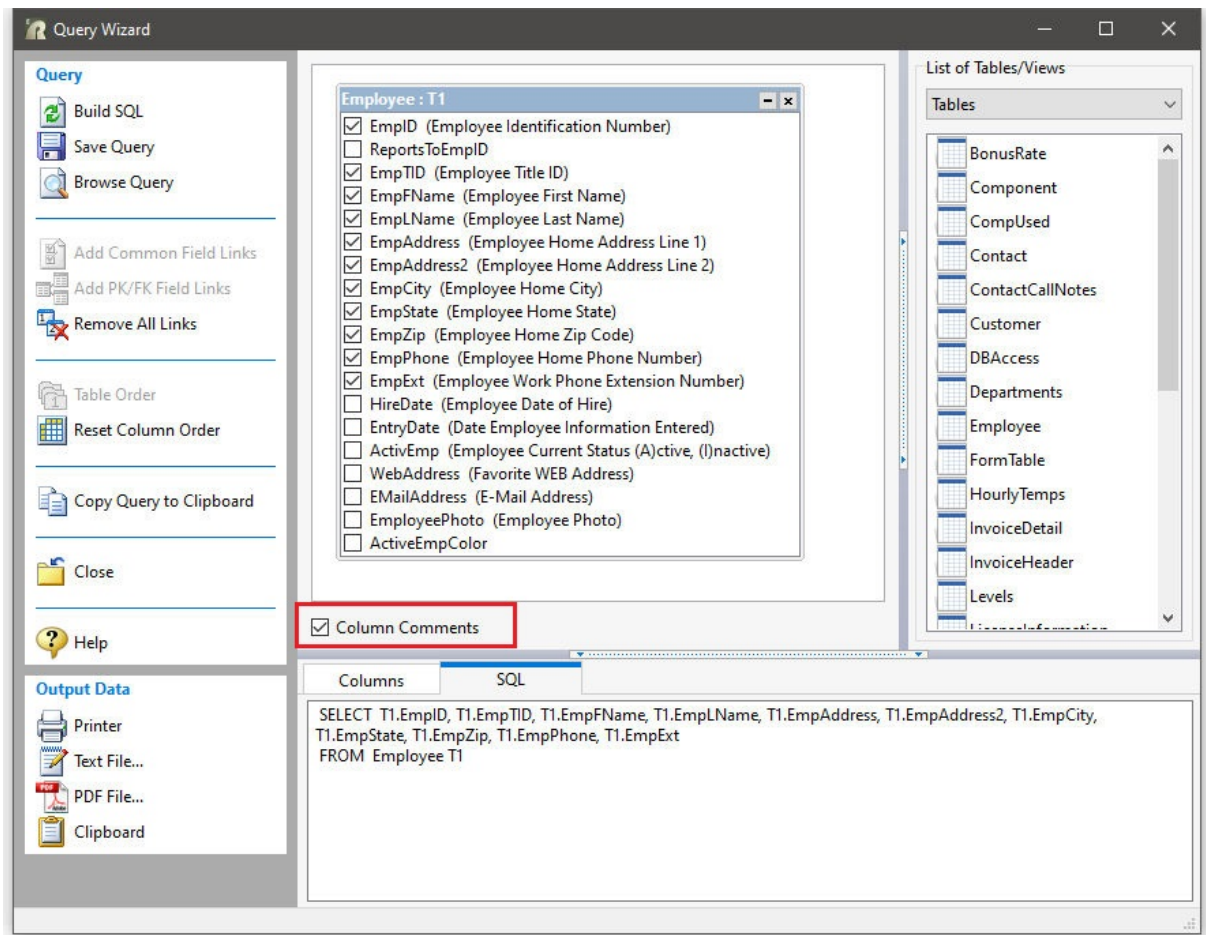 Query Wizard
Query
Build SQL
Save Query
Browse Query
Add Common Field Links
Add PK/FK Field Links
Remove All Links
Table Order
Reset Column Order
Copy Query to Clipboard
Close
Help
Output Data
Printer
Text File...
PDF File...
Clipboard
Employee : T1
EmpID (Employee Identification Number)
ReportsToEmpID
EmpTID (Employee Title ID)
EmpFName (Employee First Name)
EmpLName (Employee Last Name)
EmpAddress (Employee Home Address Line 1)
EmpAddress2 (Employee Home Address Line 2)
EmpCity (Employee Home City)
EmpState (Employee Home State)
EmpZip (Employee Home Zip Code)
EmpPhone (Employee Home Phone Number)
EmpExt (Employee Work Phone Extension Number)
HireDate (Employee Date of Hire)
EntryDate (Date Employee Information Entered)
ActivEmp (Employee Current Status (A)ctive, (I)nactive)
WebAddress (Favorite WEB Address)
EMailAddress (E-Mail Address)
EmployeePhoto (Employee Photo)
ActiveEmpColor
Column Comments
List of Tables/Views
Tables
BonusRate
Component
CompUsed
Contact
ContactCallNotes
Customer
DBAccess
Departments
Employee
FormTable
HourlyTemps
InvoiceDetail
InvoiceHeader
Levels
Columns
SQL
SELECT T1.EmpID, T1.EmpTID, T1.EmpFName, T1.EmpLName, T1.EmpAddress, T1.EmpAddress2, T1.EmpCity,
T1.EmpState, T1.EmpZip, T1.EmpPhone, T1.EmpExt
FROM Employee T1